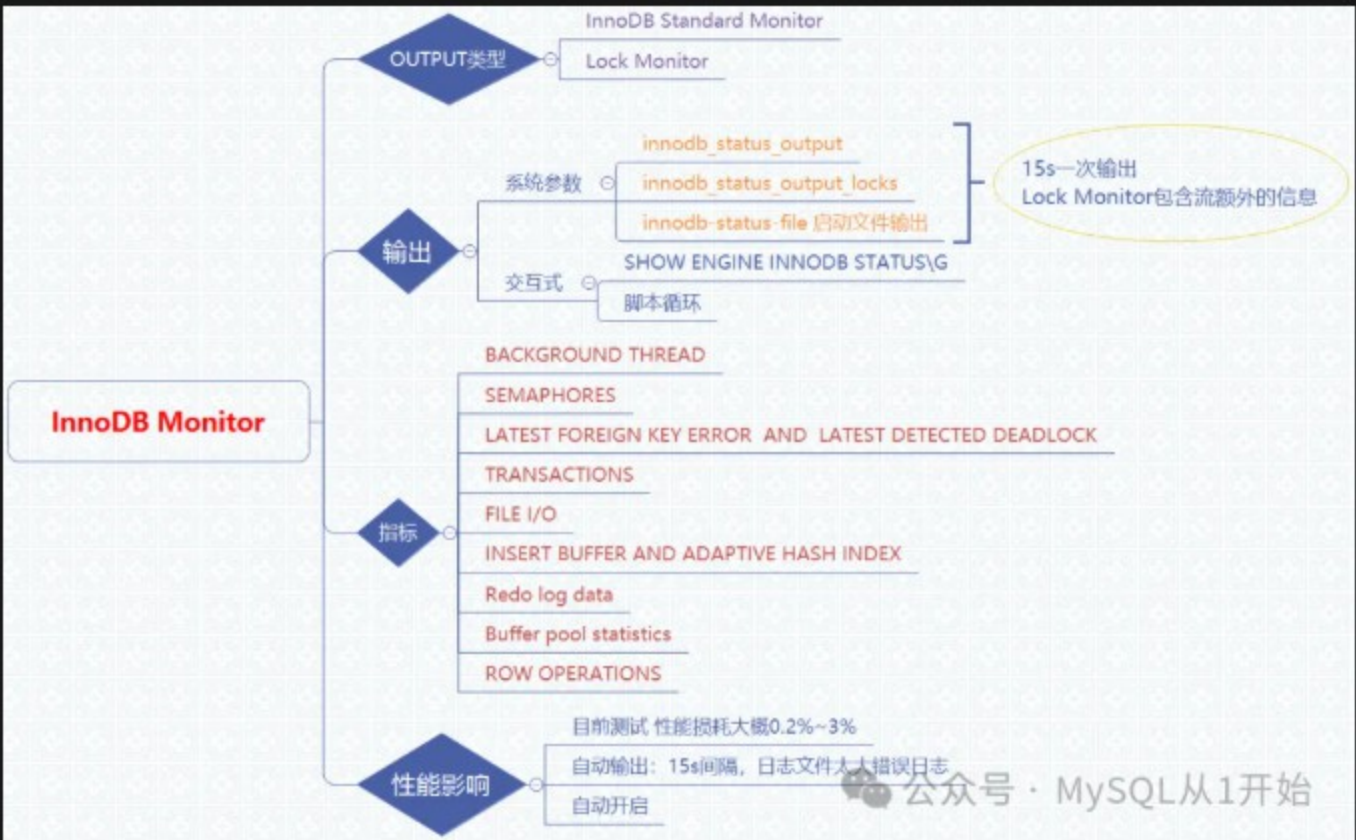 InnoDB Standard Monitor
OUTPUT类型
Lock Monitor
innodb_status_output
系统参数
innodb_status_output_locks
innodb-status-file 启动文件输出
15s一次输出
Lock Monitor包含流额外的信息
输出
SHOW ENGINE INNODB STATUS\G
交互式
脚本循环
InnoDB Monitor
BACKGROUND THREAD
SEMAPHORES
LATEST FOREIGN KEY ERROR AND LATEST DETECTED DEADLOCK
TRANSACTIONS
指标
FILE I/O
INSERT BUFFER AND ADAPTIVE HASH INDEX
Redo log data
Buffer pool statistics
ROW OPERATIONS
性能影响
目前测试 性能损耗大概0.2%~3%
自动输出：15s间隔，日志文件大大错误日志
自动开启
公众号 · MySQL从1开始